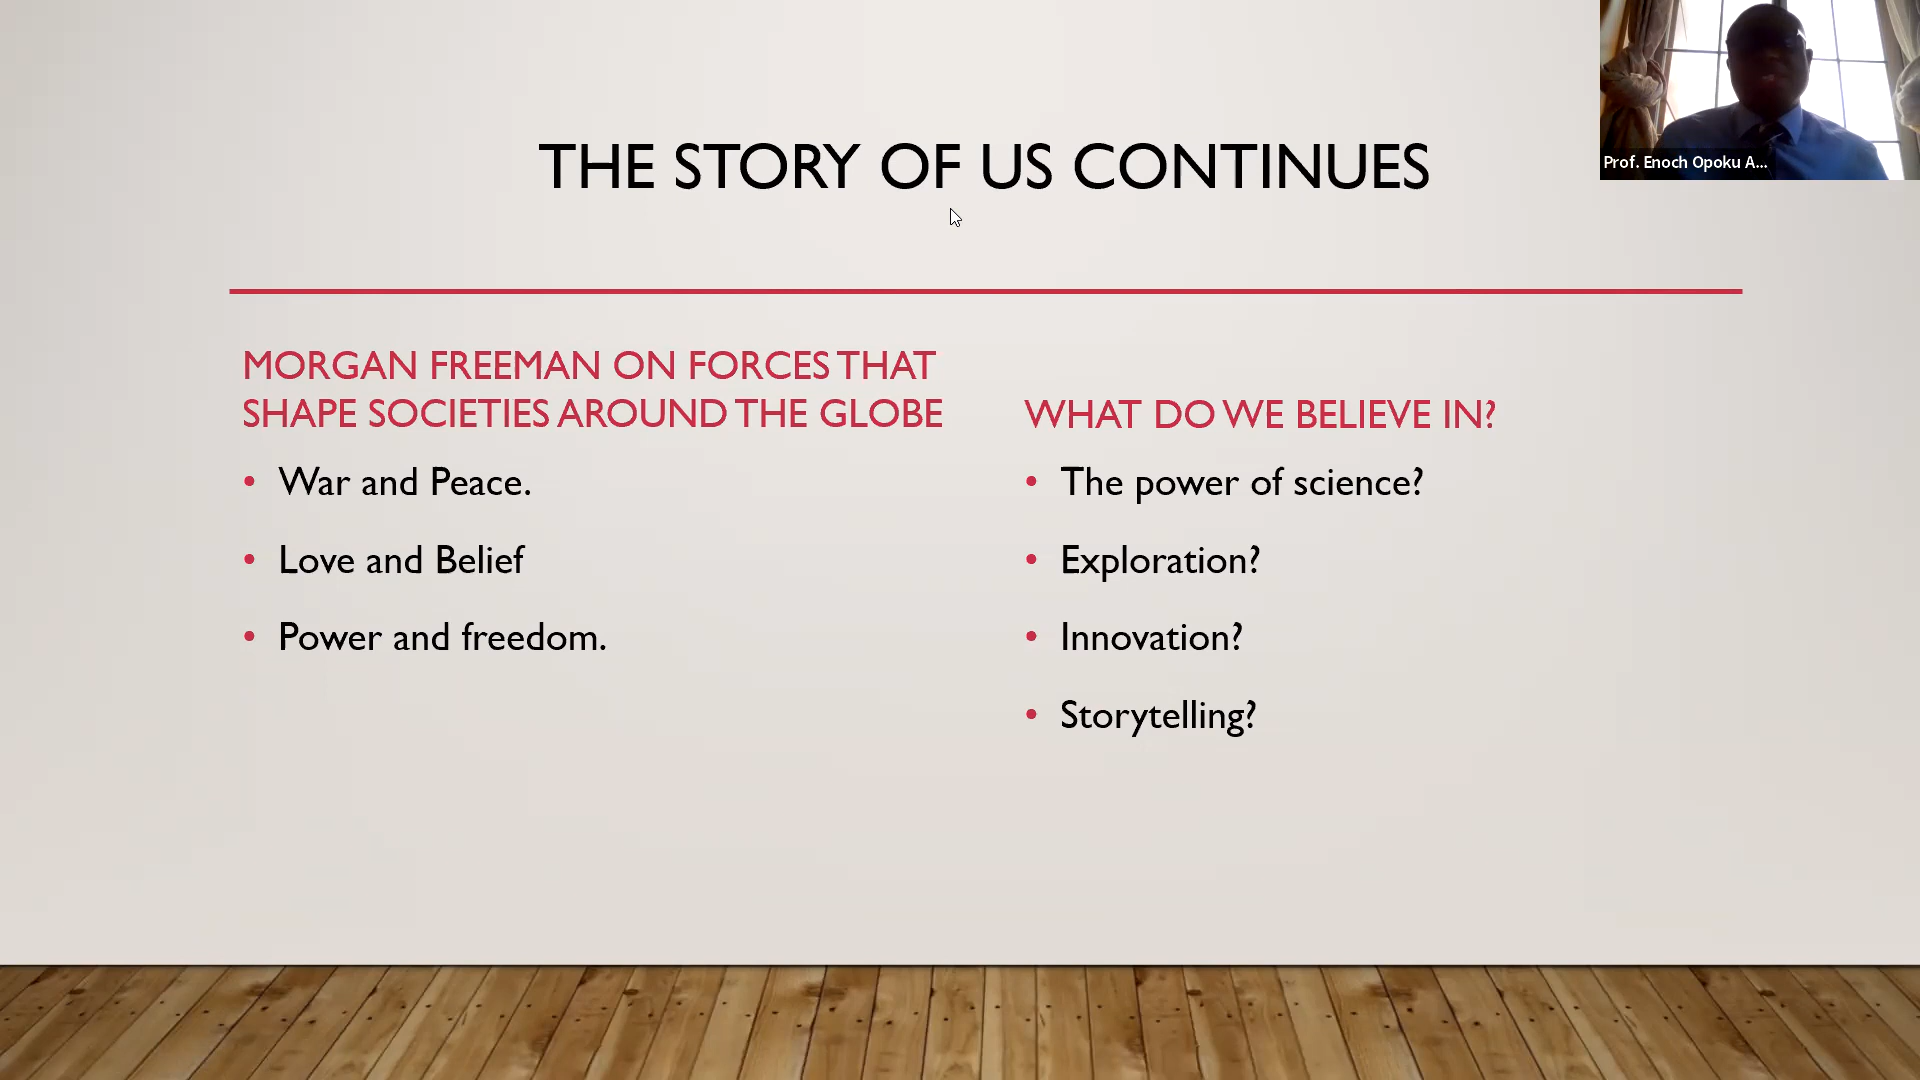 THE STORY OF US CONTINUES
Prof. Enoch Opoku A...
MORGAN FREEMAN ON FORCES THAT
SHAPE SOCIETIES AROUND THE GLOBE
• War and Peace.
• Love and Belief
• Power and freedom.
WHAT DO WE BELIEVE IN?
• The power of science?
• Exploration?
• Innovation?
• Storytelling?